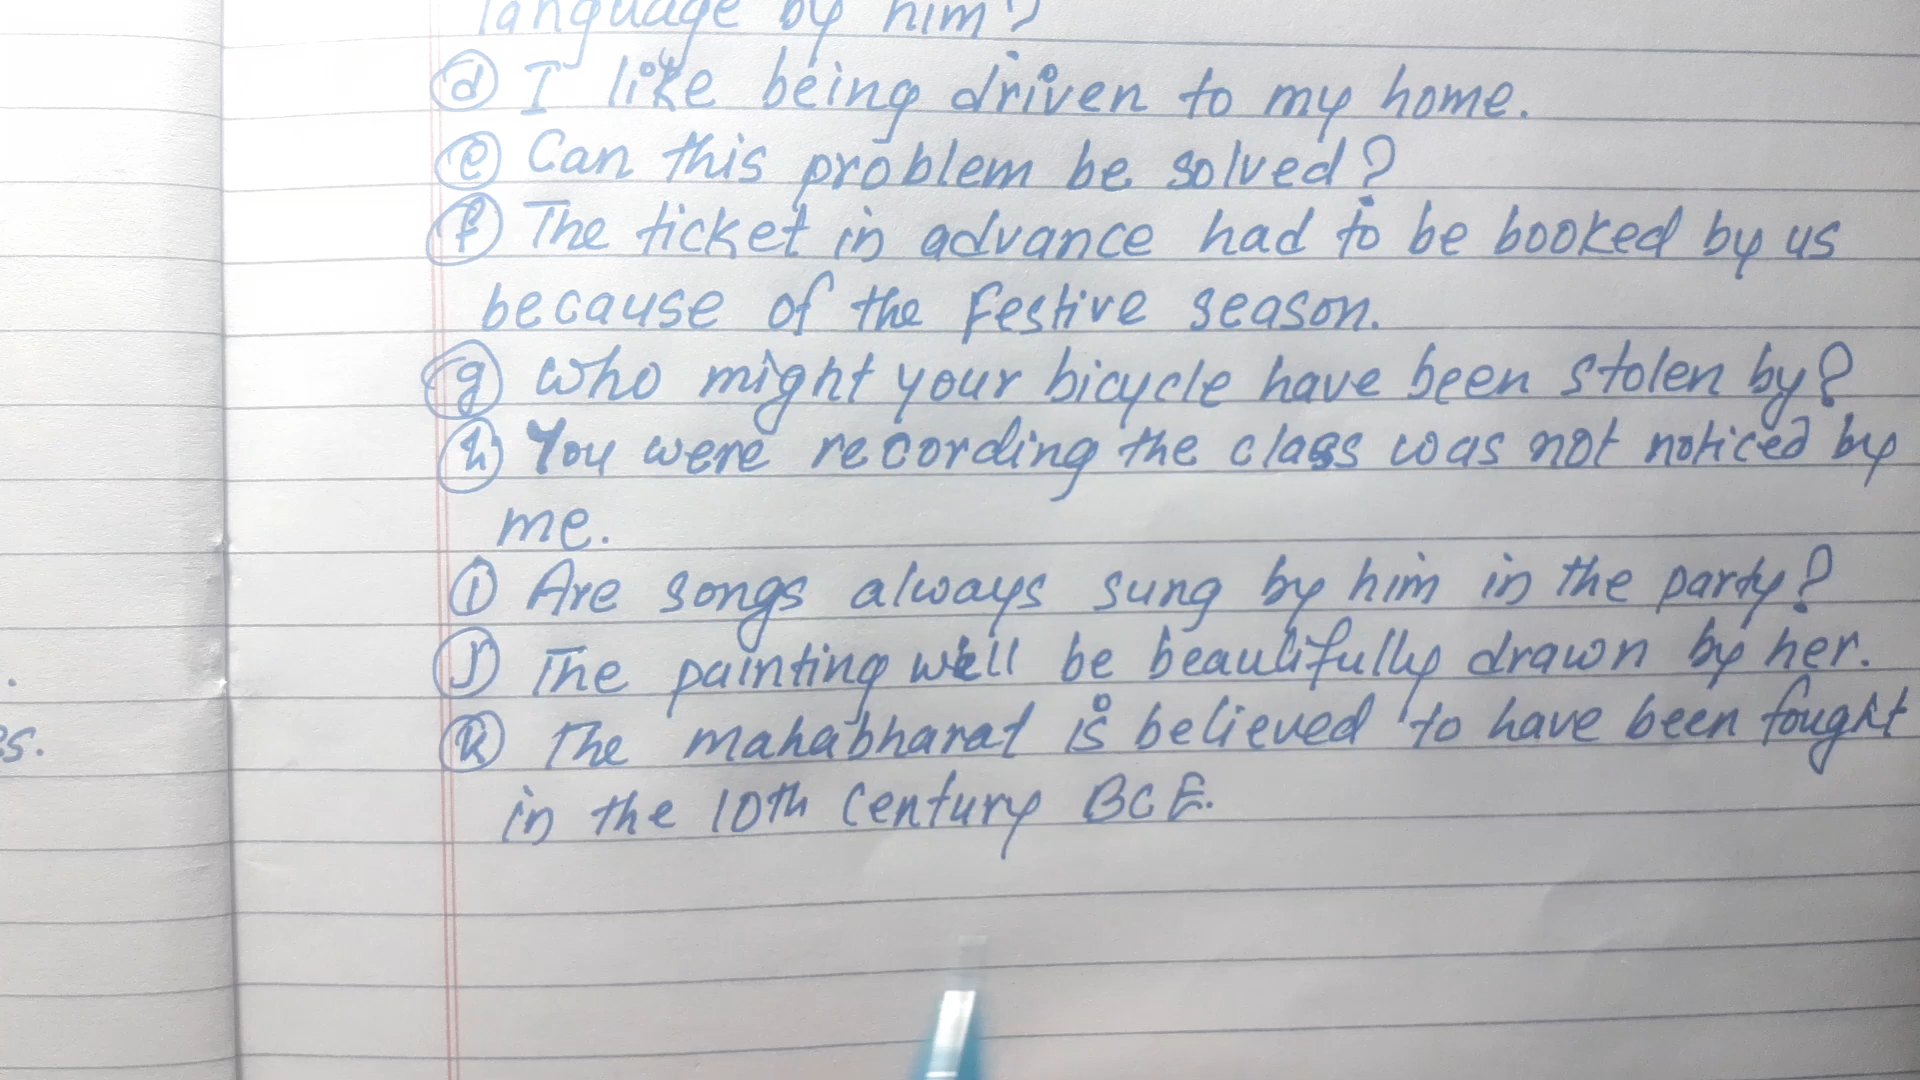 language by him?
(d) I like being driven to my home.
(e) Can this problem be solved?
(f) The ticket in advance had to be booked by us
because of the festive season.
(g) Who might your bicycle have been stolen by?
(h) You were recording the class was not noticed by
me.
(i) Are songs always sung by him in the party?
(j) The painting will be beautifully drawn by her.
(k) The mahabharat is believed to have been fought
in the 10th Century BCE.
.
es.